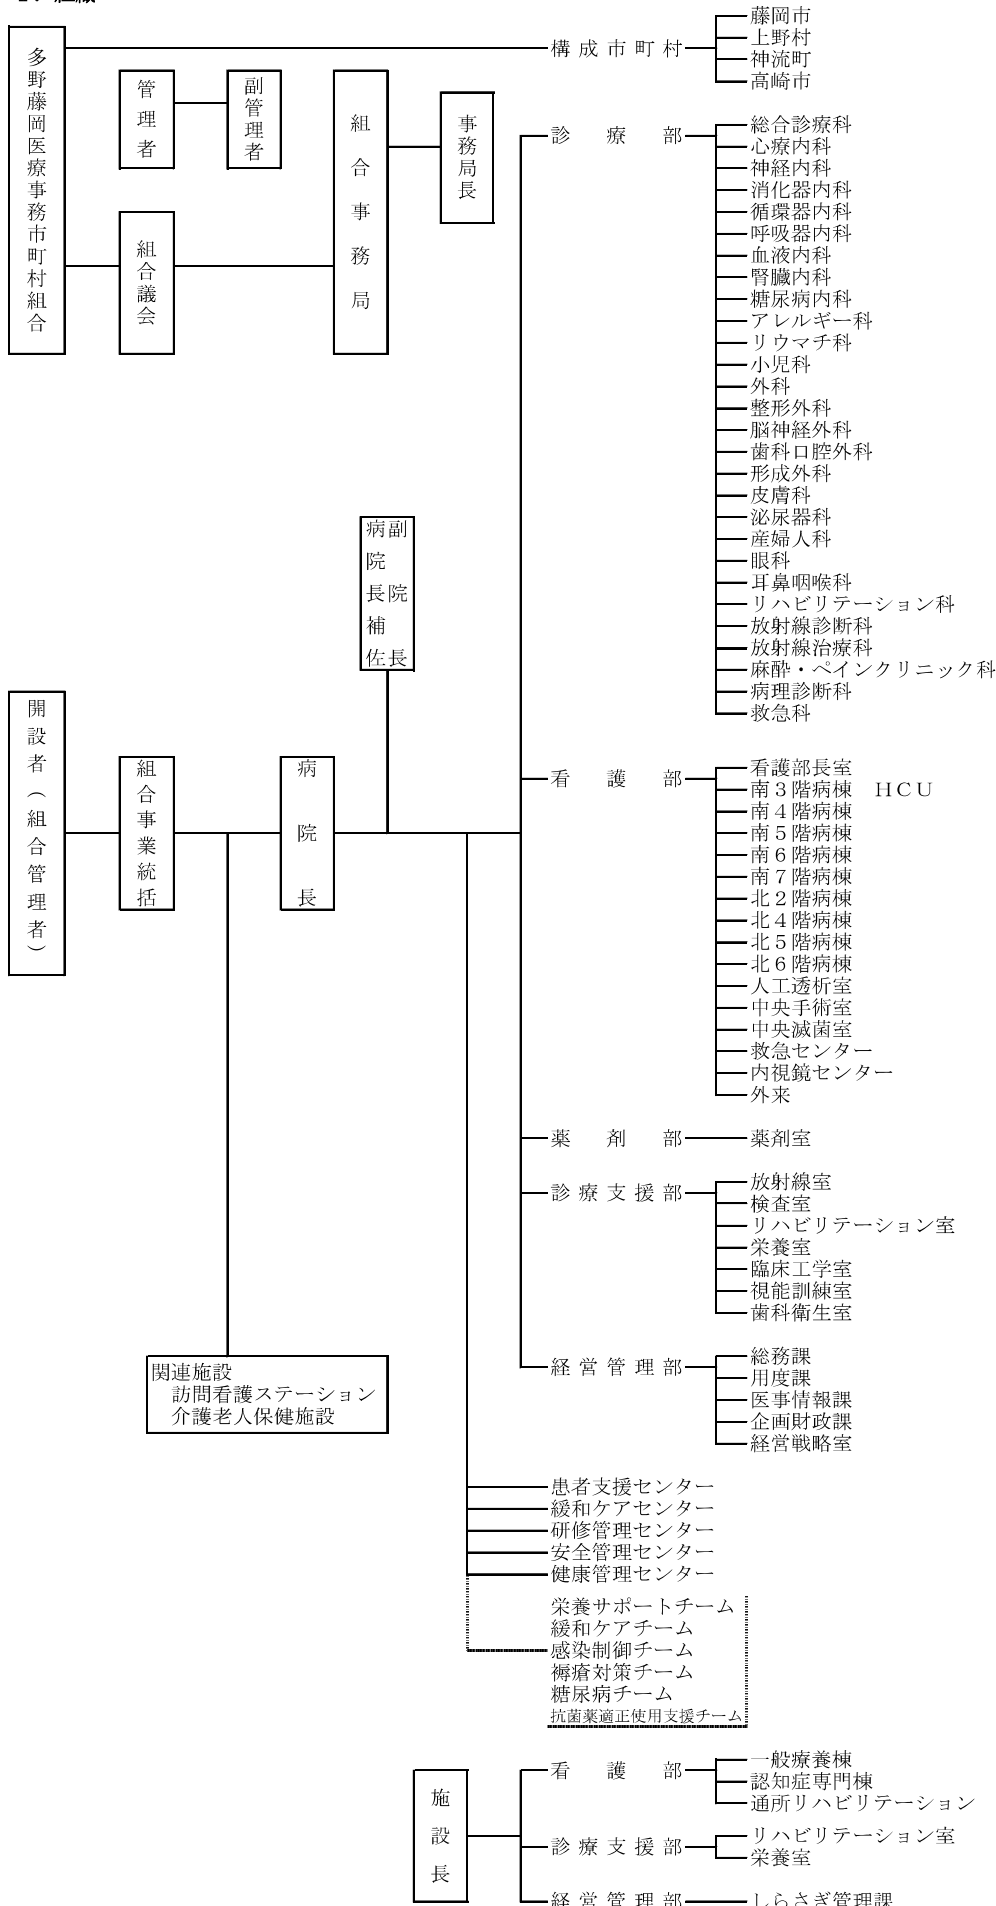 多野藤岡医療事務市町村組合
構成市町村
藤岡市
上野村
神流町
高崎市
管理者
副管理者
組合議会
組合事務局
事務局長
診療部
総合診療科
心療内科
神経内科
消化器内科
循環器内科
呼吸器内科
血液内科
腎臓内科
糖尿病内科
アレルギー科
リウマチ科
小児科
外科
整形外科
脳神経外科
歯科口腔外科
形成外科
皮膚科
泌尿器科
産婦人科
眼科
耳鼻咽喉科
リハビリテーション科
放射線診断科
放射線治療科
麻酔・ペインクリニック科
病理診断科
救急科
副院長
病院長補佐
開設者(組合管理者)
組合事業統括
病院長
看護部
看護部長室
南3階病棟 HCU
南4階病棟
南5階病棟
南6階病棟
南7階病棟
北2階病棟
北4階病棟
北5階病棟
北6階病棟
人工透析室
中央手術室
中央滅菌室
救急センター
内視鏡センター
外来
薬剤部
薬剤室
診療支援部
放射線室
検査室
リハビリテーション室
栄養室
臨床工学室
視能訓練室
歯科衛生室
経営管理部
総務課
用度課
医事情報課
企画財政課
経営戦略室
関連施設
訪問看護ステーション
介護老人保健施設
患者支援センター
緩和ケアセンター
研修管理センター
安全管理センター
健康管理センター
栄養サポートチーム
緩和ケアチーム
感染制御チーム
褥瘡対策チーム
糖尿病チーム
抗菌薬適正使用支援チーム
施設長
看護部
一般療養棟
認知症専門棟
通所リハビリテーション
診療支援部
リハビリテーション室
栄養室
経営管理部
しらさぎ管理課